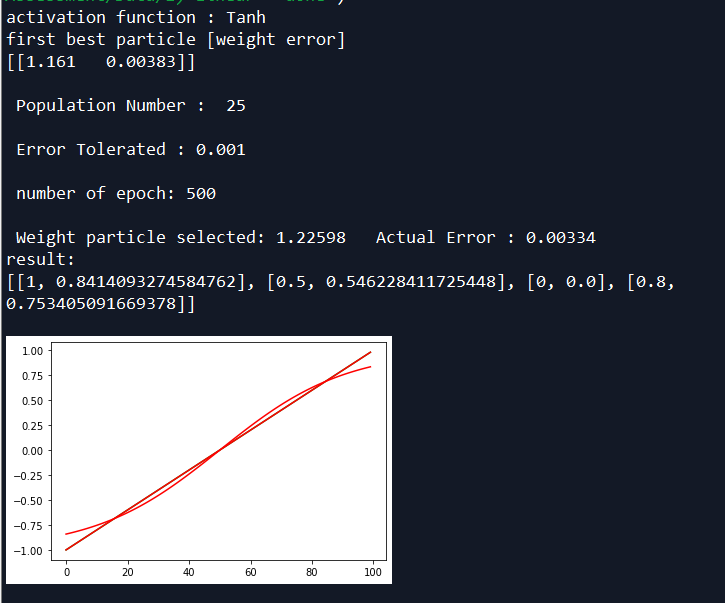 activation function : Tanh
first best particle [weight error]
[[1.161   0.00383]]
Population Number :  25
Error Tolerated : 0.001
number of epoch: 500
Weight particle selected: 1.22598   Actual Error : 0.00334
result:
[[1, 0.8414093274584762], [0.5, 0.546228411725448], [0, 0.0], [0.8,
0.753405091669378]]
1.00
0.75
0.50
0.25
0.00
−0.25
−0.50
−0.75
−1.00
0 20 40 60 80 100